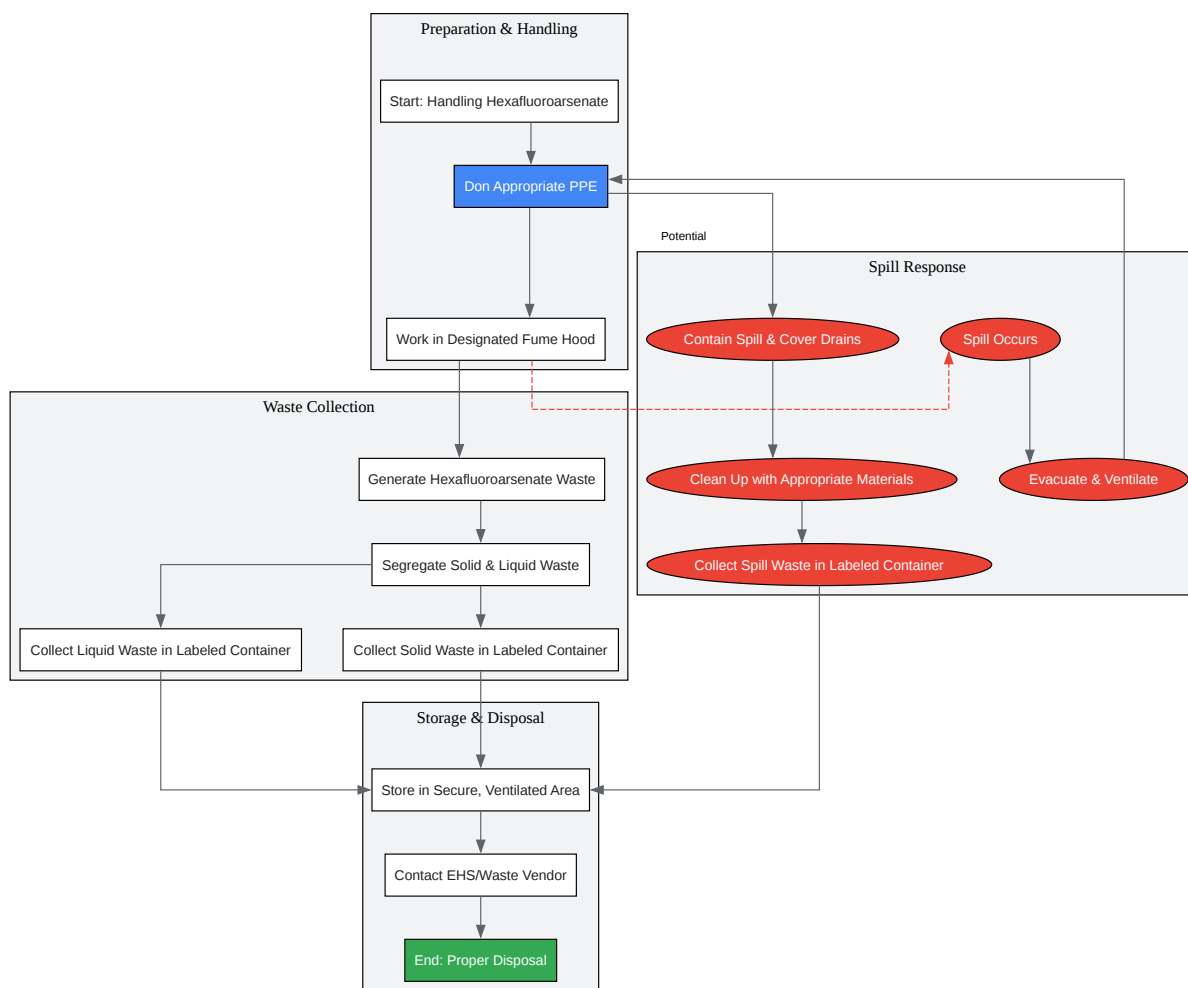 Preparation & Handling
Start: Handling Hexafluoroarsenate
Don Appropriate PPE
Work in Designated Fume Hood
Potential
Spill Response
Contain Spill & Cover Drains
Spill Occurs
Clean Up with Appropriate Materials
Evacuate & Ventilate
Collect Spill Waste in Labeled Container
Waste Collection
Generate Hexafluoroarsenate Waste
Segregate Solid & Liquid Waste
Collect Liquid Waste in Labeled Container
Collect Solid Waste in Labeled Container
Storage & Disposal
Store in Secure, Ventilated Area
Contact EHS/Waste Vendor
End: Proper Disposal